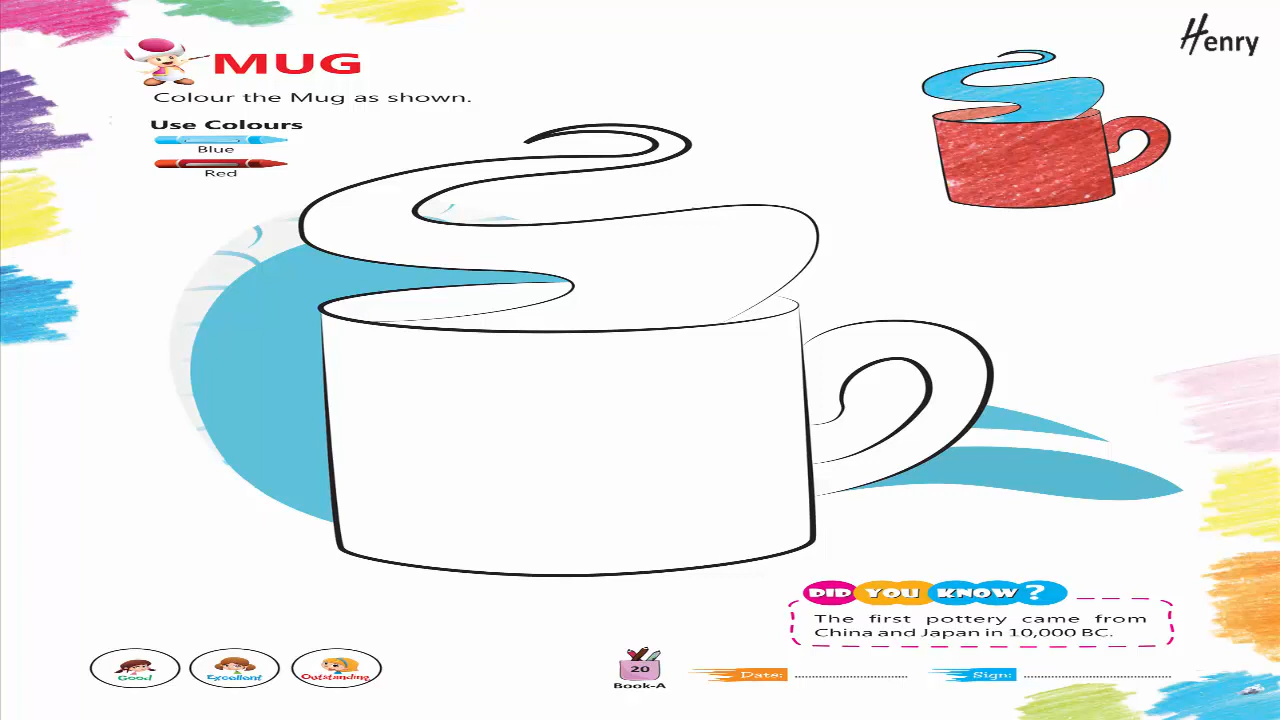 Henry
MUG
Colour the Mug as shown.
Use Colours
Blue
Red
DID YOU KNOW?
The first pottery came from
China and Japan in 10,000 BC.
Good
Excellent
Outstanding
20
Book-A
Date:
Sign: